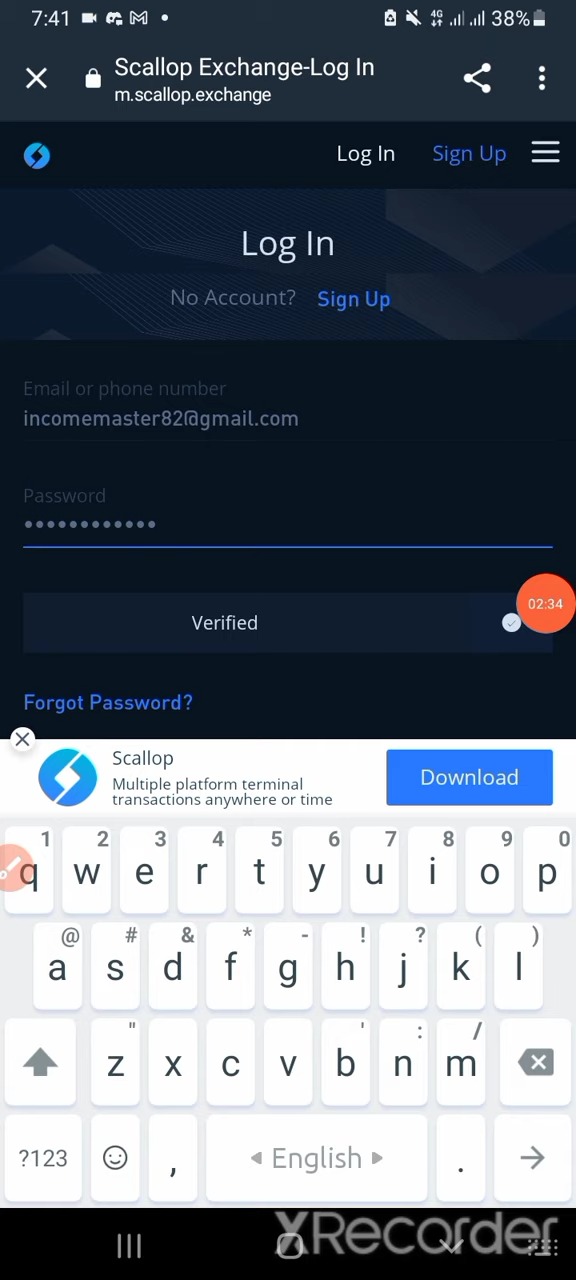 7:41
4G
38%
Scallop Exchange-Log In
m.scallop.exchange
Log In
Sign Up
Log In
No Account? Sign Up
Email or phone number
incomemaster82@gmail.com
Password
••••••••••••
Verified
02:34
Forgot Password?
Scallop
Multiple platform terminal
transactions anywhere or time
Download
1 2 3 4 5 6 7 8 9 0
q w e r t y u i o p
@ # & * - ! ? ( )
a s d f g h j k l
" ' : /
z x c v b n m
?123 , English .
XRecorder